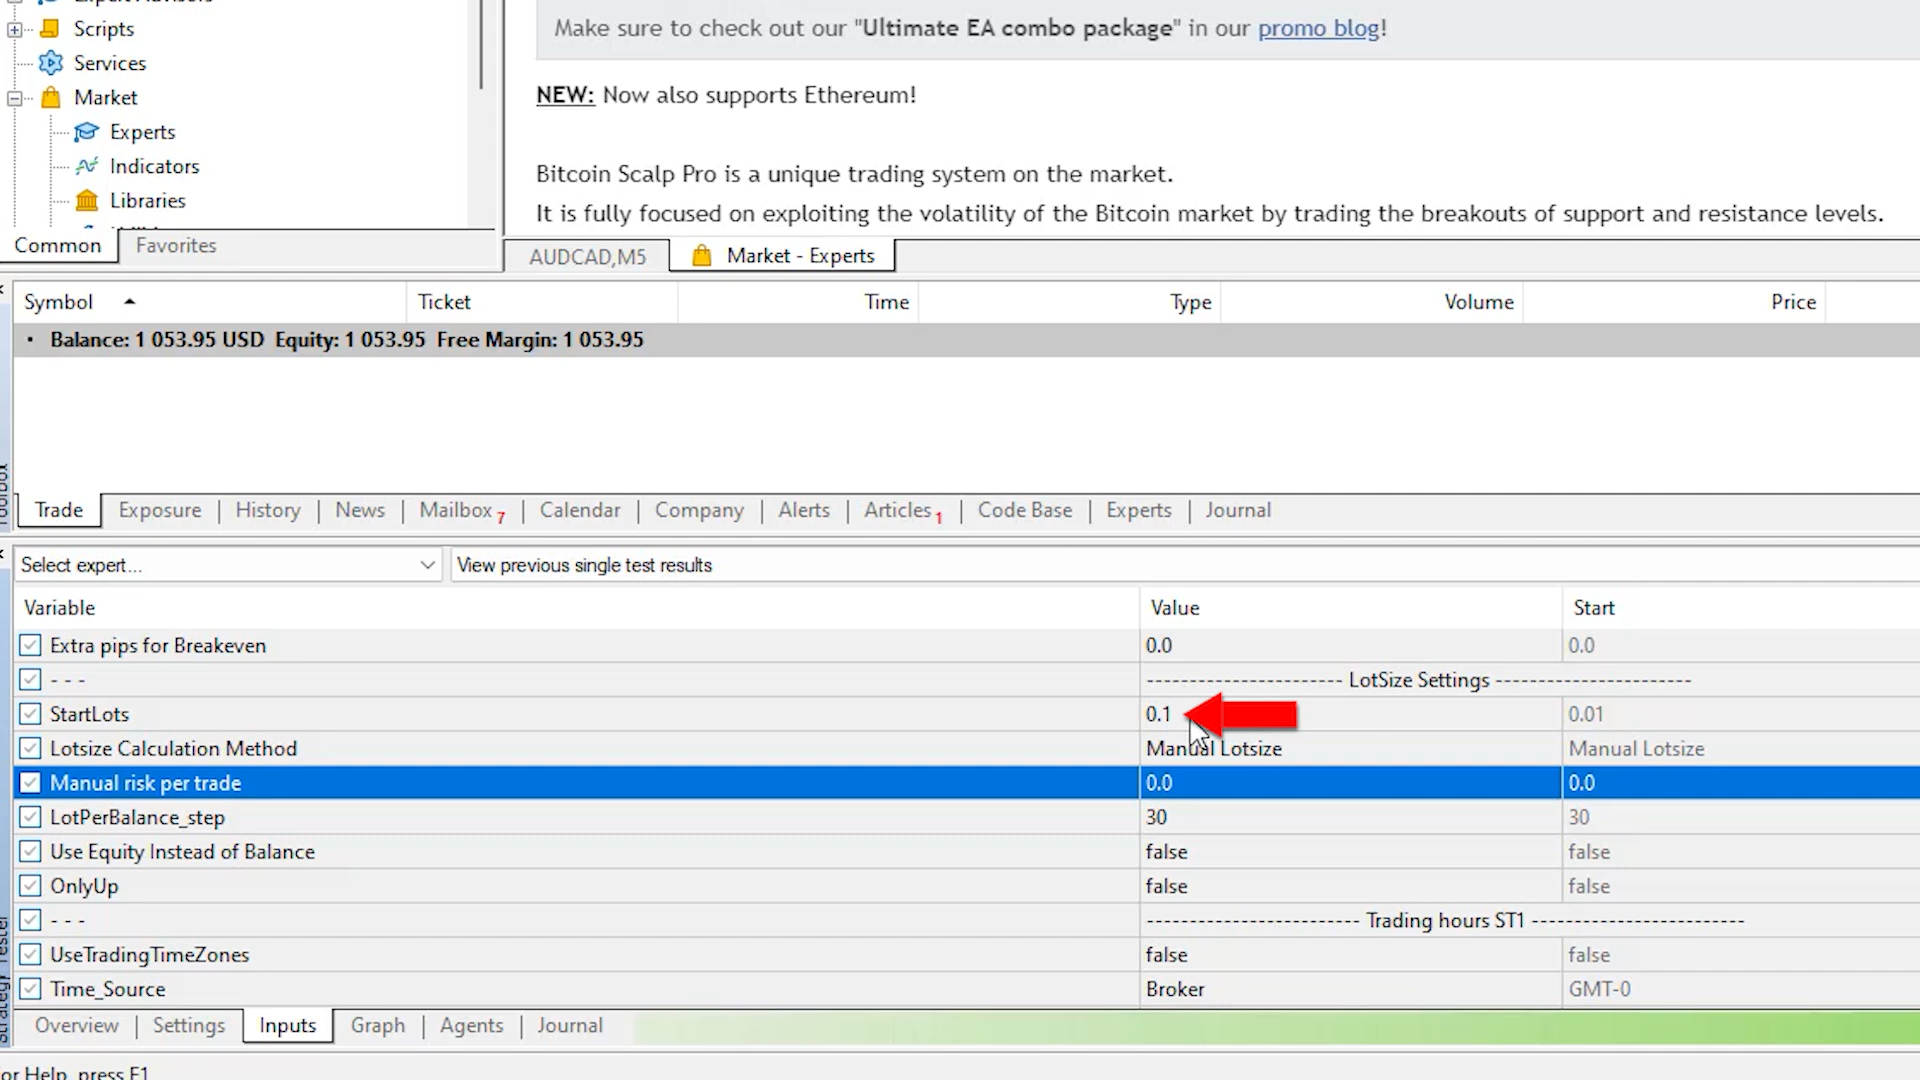 Scripts
Services
Market
Experts
Indicators
Libraries
Common
Favorites
Make sure to check out our "Ultimate EA combo package" in our promo blog!
NEW: Now also supports Ethereum!
Bitcoin Scalp Pro is a unique trading system on the market.
It is fully focused on exploiting the volatility of the Bitcoin market by trading the breakouts of support and resistance levels.
AUDCAD,M5
Market - Experts
Symbol Ticket Time Type Volume Price
Balance: 1 053.95 USD Equity: 1 053.95 Free Margin: 1 053.95
Trade Exposure History News Mailbox 7 Calendar Company Alerts Articles 1 Code Base Experts Journal
Select expert...
View previous single test results
Variable Value Start
Extra pips for Breakeven 0.0 0.0
- - - ----------------------- LotSize Settings -----------------------
StartLots 0.1 0.01
Lotsize Calculation Method Manual Lotsize Manual Lotsize
Manual risk per trade 0.0 0.0
LotPerBalance_step 30 30
Use Equity Instead of Balance false false
OnlyUp false false
- - - ------------------------- Trading hours ST1 -------------------------
UseTradingTimeZones false false
Time_Source Broker GMT-0
Overview Settings Inputs Graph Agents Journal
or Help, press F1